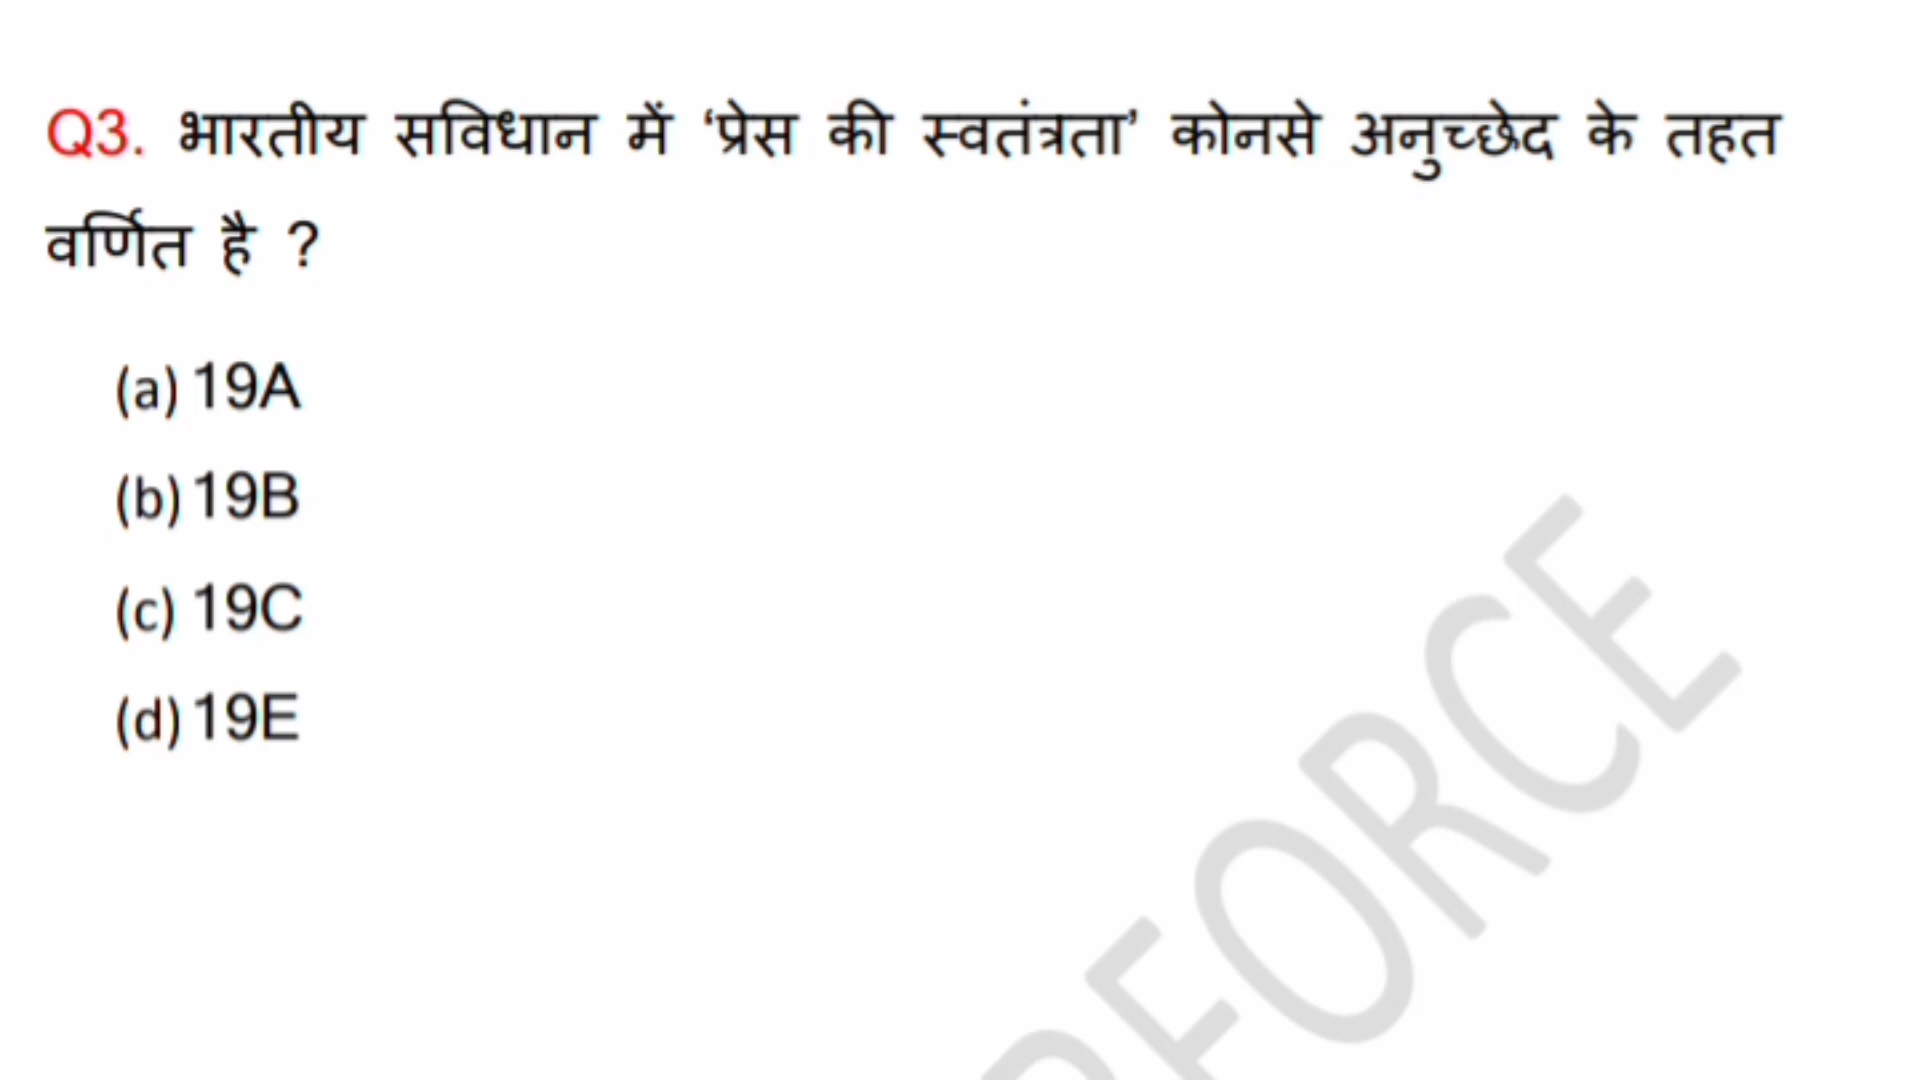 Q3. भारतीय सविधान में ‘प्रेस की स्वतंत्रता’ कोनसे अनुच्छेद के तहत
वर्णित है ?
(a) 19A
(b) 19B
(c) 19C
(d) 19E
FORCE